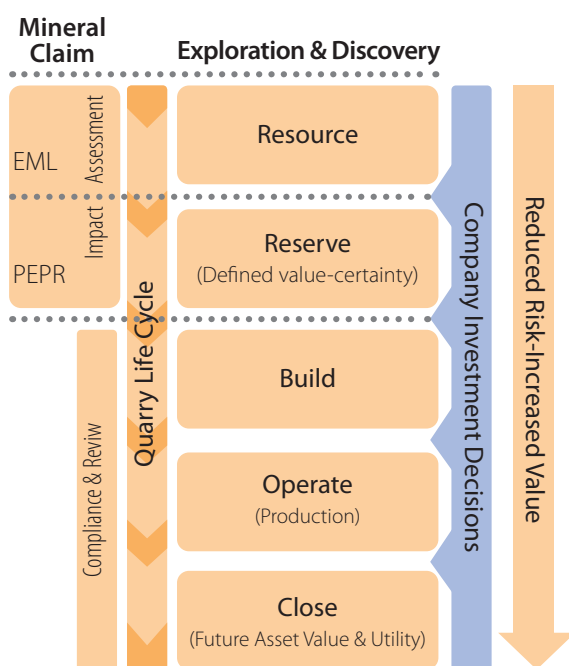 Mineral
Claim
Exploration & Discovery
EML
Assessment
Impact
PEPR
Compliance & Reviw
Quarry Life Cycle
Resource
Reserve
(Defined value-certainty)
Build
Operate
(Production)
Close
(Future Asset Value & Utility)
Company Investment Decisions
Reduced Risk-Increased Value